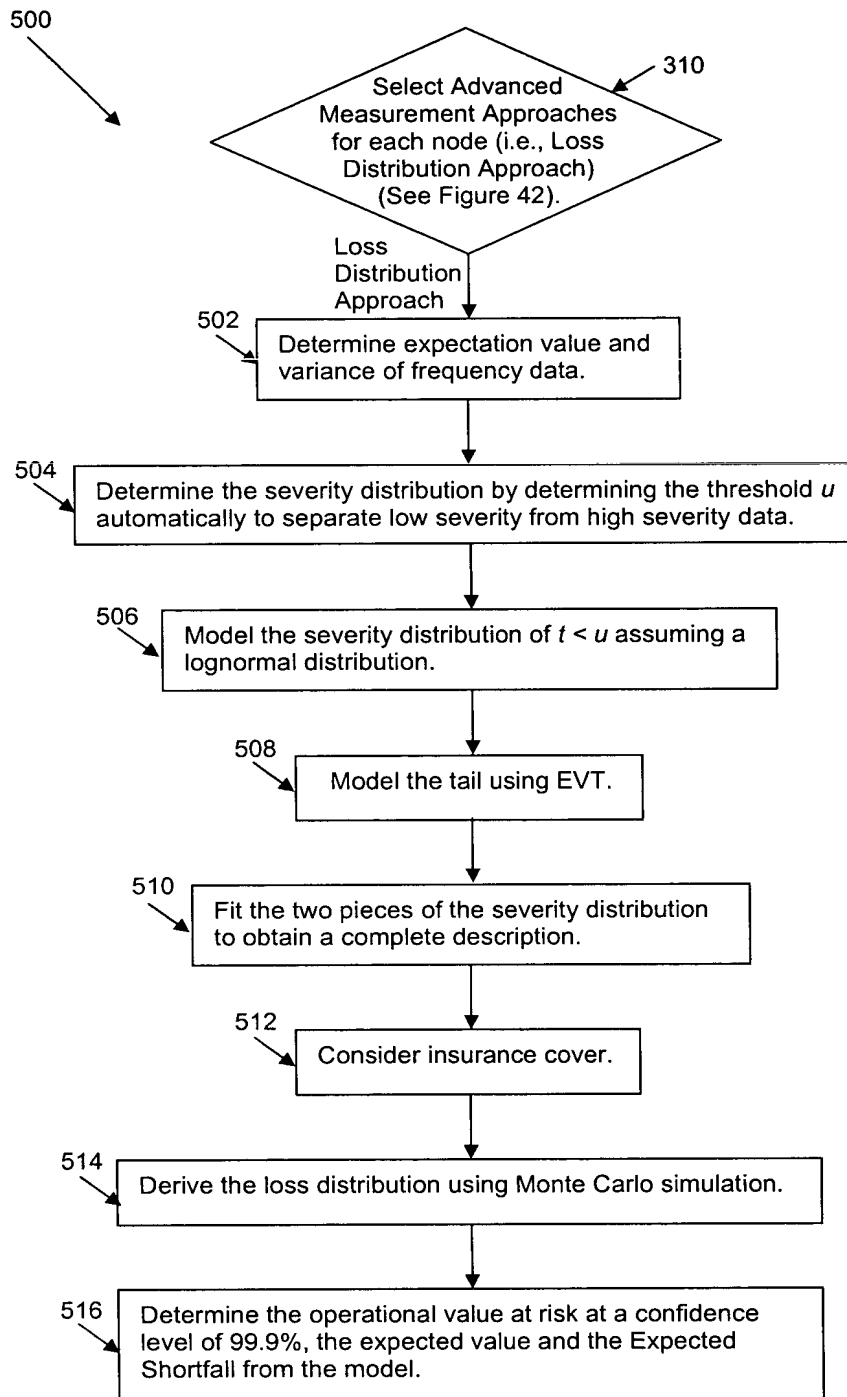 500
310
Select Advanced
Measurement Approaches
for each node (i.e., Loss
Distribution Approach)
(See Figure 42).
Loss
Distribution
Approach
502
Determine expectation value and
variance of frequency data.
504
Determine the severity distribution by determining the threshold u
automatically to separate low severity from high severity data.
506
Model the severity distribution of t < u assuming a
lognormal distribution.
508
Model the tail using EVT.
510
Fit the two pieces of the severity distribution
to obtain a complete description.
512
Consider insurance cover.
514
Derive the loss distribution using Monte Carlo simulation.
516
Determine the operational value at risk at a confidence
level of 99.9%, the expected value and the Expected
Shortfall from the model.